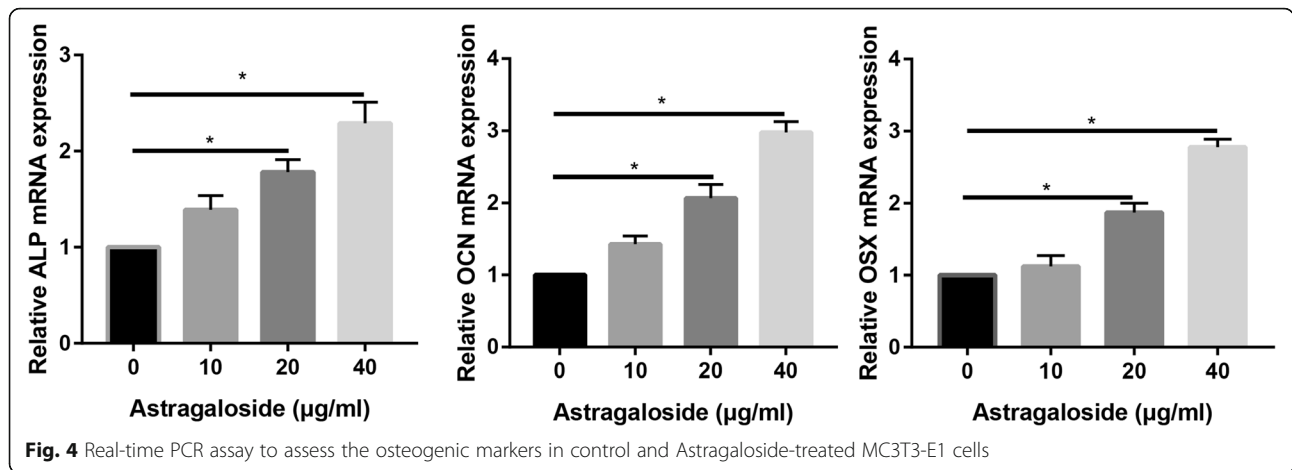 Relative ALP mRNA expression
3
2
1
0
*
*
0 10 20 40
Astragaloside (µg/ml)
Relative OCN mRNA expression
4
3
2
1
0
*
*
0 10 20 40
Astragaloside (µg/ml)
Relative OSX mRNA expression
4
3
2
1
0
*
*
0 10 20 40
Astragaloside (µg/ml)
Fig. 4 Real-time PCR assay to assess the osteogenic markers in control and Astragaloside-treated MC3T3-E1 cells